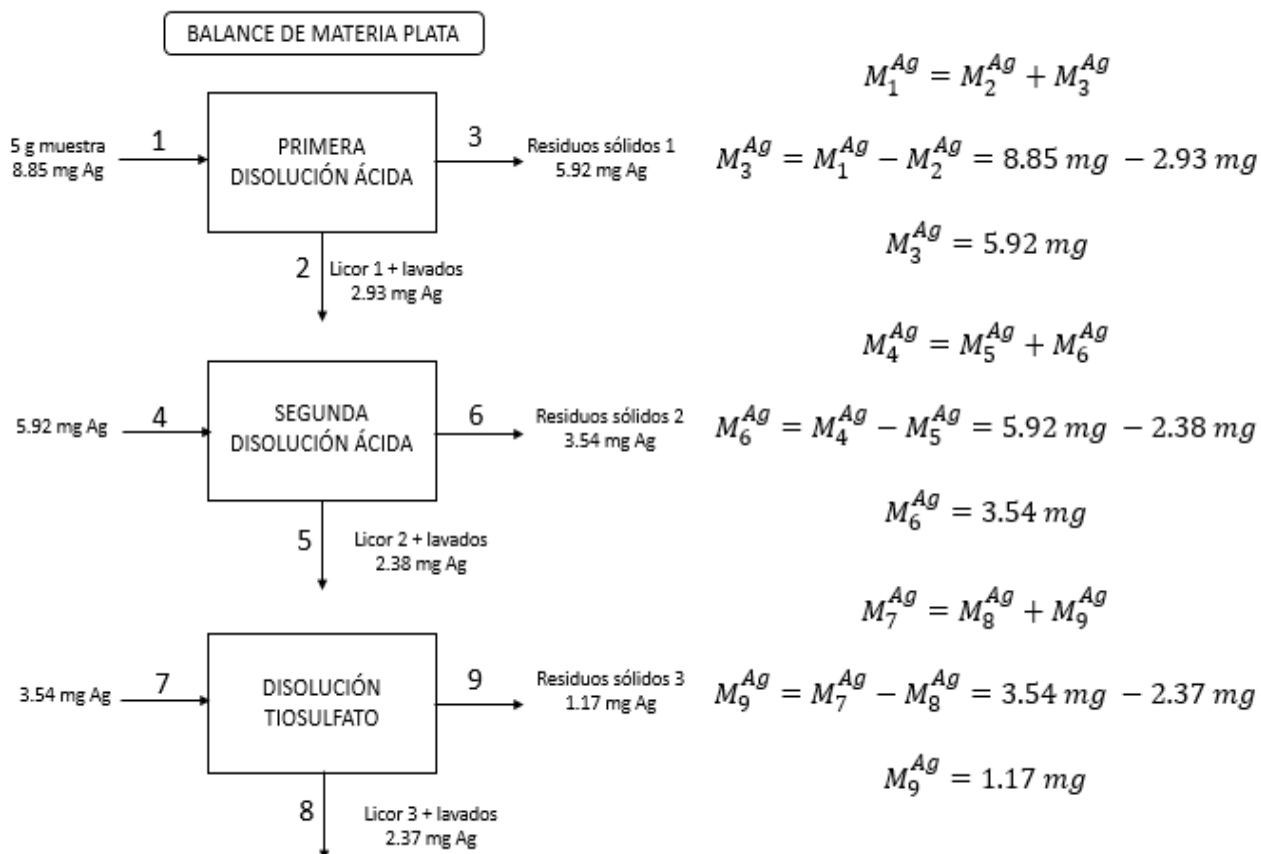 BALANCE DE MATERIA PLATA
5 g muestra
8.85 mg Ag
1
PRIMERA
DISOLUCIÓN ÁCIDA
3
Residuos sólidos 1
5.92 mg Ag
2
Licor 1 + lavados
2.93 mg Ag
M_1^{Ag} = M_2^{Ag} + M_3^{Ag}
M_3^{Ag} = M_1^{Ag} − M_2^{Ag} = 8.85 mg − 2.93 mg
M_3^{Ag} = 5.92 mg
5.92 mg Ag
4
SEGUNDA
DISOLUCIÓN ÁCIDA
6
Residuos sólidos 2
3.54 mg Ag
5
Licor 2 + lavados
2.38 mg Ag
M_4^{Ag} = M_5^{Ag} + M_6^{Ag}
M_6^{Ag} = M_4^{Ag} − M_5^{Ag} = 5.92 mg − 2.38 mg
M_6^{Ag} = 3.54 mg
3.54 mg Ag
7
DISOLUCIÓN
TIOSULFATO
9
Residuos sólidos 3
1.17 mg Ag
8
Licor 3 + lavados
2.37 mg Ag
M_7^{Ag} = M_8^{Ag} + M_9^{Ag}
M_9^{Ag} = M_7^{Ag} − M_8^{Ag} = 3.54 mg − 2.37 mg
M_9^{Ag} = 1.17 mg